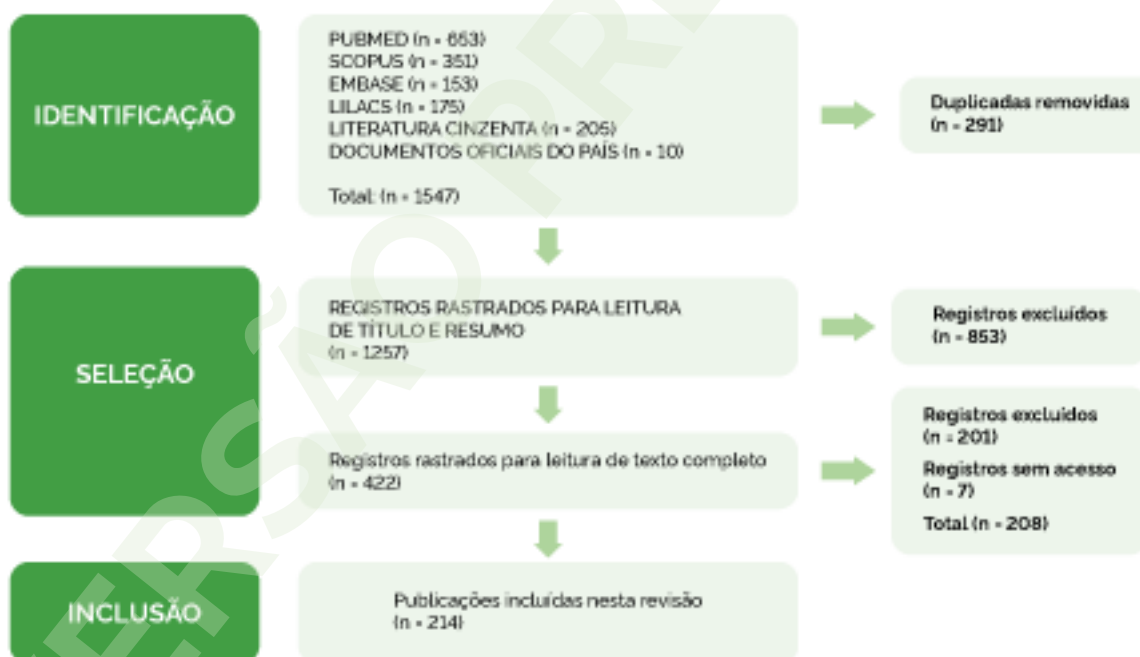 IDENTIFICAÇÃO
PUBMED (n = 653)
SCOPUS (n = 351)
EMBASE (n = 153)
LILACS (n = 175)
LITERATURA CINZENTA (n = 205)
DOCUMENTOS OFICIAIS DO PAÍS (n = 10)
Total: (n = 1547)
Duplicadas removidas
(n = 291)
SELEÇÃO
REGISTROS RASTRADOS PARA LEITURA
DE TÍTULO E RESUMO
(n = 1257)
Registros excluídos
(n = 853)
Registros rastrados para leitura de texto completo
(n = 422)
Registros excluídos
(n = 201)
Registros sem acesso
(n = 7)
Total (n = 208)
INCLUSÃO
Publicações incluídas nesta revisão
(n = 214)
ERSÃO PR